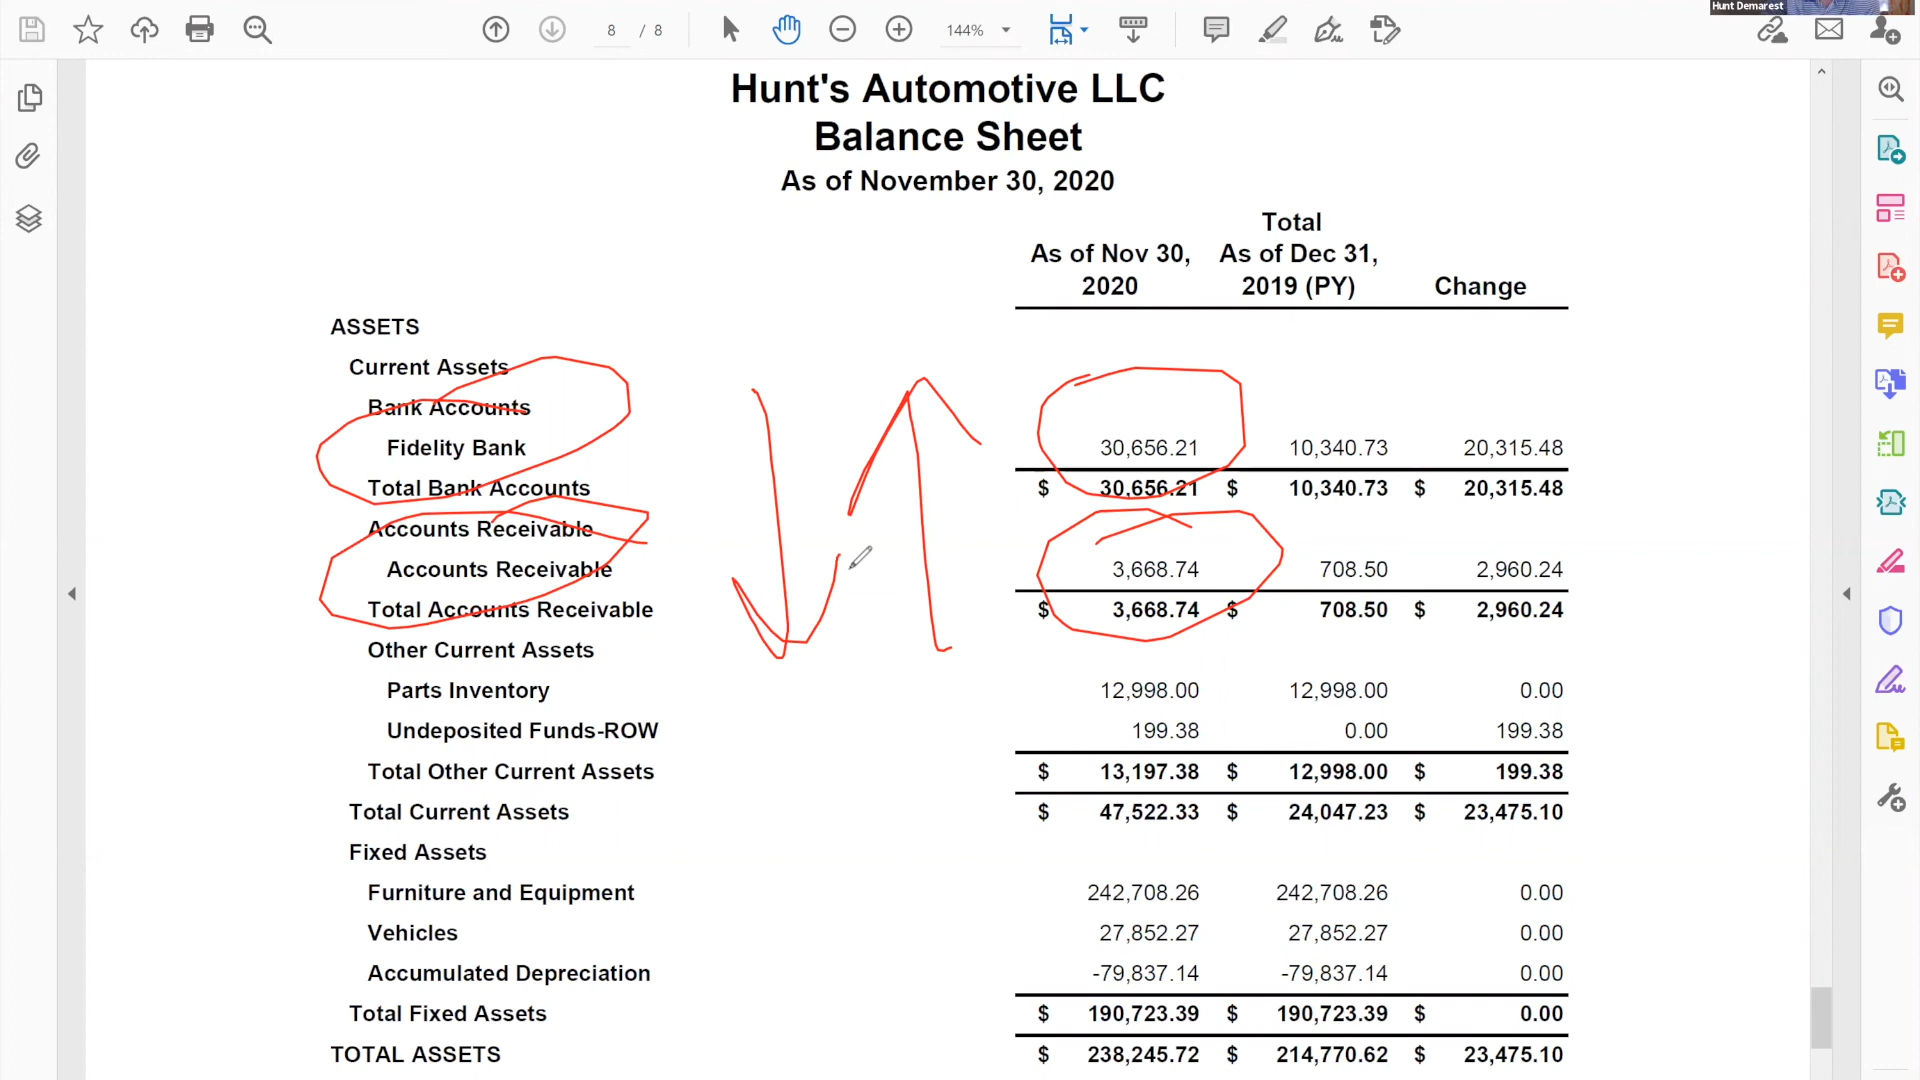 Hunt Demarest
8 / 8
144%
Hunt's Automotive LLC
Balance Sheet
As of November 30, 2020
Total
As of Nov 30, As of Dec 31,
2020 2019 (PY) Change
ASSETS
Current Assets
Bank Accounts
Fidelity Bank 30,656.21 10,340.73 20,315.48
Total Bank Accounts $ 30,656.21 $ 10,340.73 $ 20,315.48
Accounts Receivable
Accounts Receivable 3,668.74 708.50 2,960.24
Total Accounts Receivable $ 3,668.74 $ 708.50 $ 2,960.24
Other Current Assets
Parts Inventory 12,998.00 12,998.00 0.00
Undeposited Funds-ROW 199.38 0.00 199.38
Total Other Current Assets $ 13,197.38 $ 12,998.00 $ 199.38
Total Current Assets $ 47,522.33 $ 24,047.23 $ 23,475.10
Fixed Assets
Furniture and Equipment 242,708.26 242,708.26 0.00
Vehicles 27,852.27 27,852.27 0.00
Accumulated Depreciation -79,837.14 -79,837.14 0.00
Total Fixed Assets $ 190,723.39 $ 190,723.39 $ 0.00
TOTAL ASSETS $ 238,245.72 $ 214,770.62 $ 23,475.10